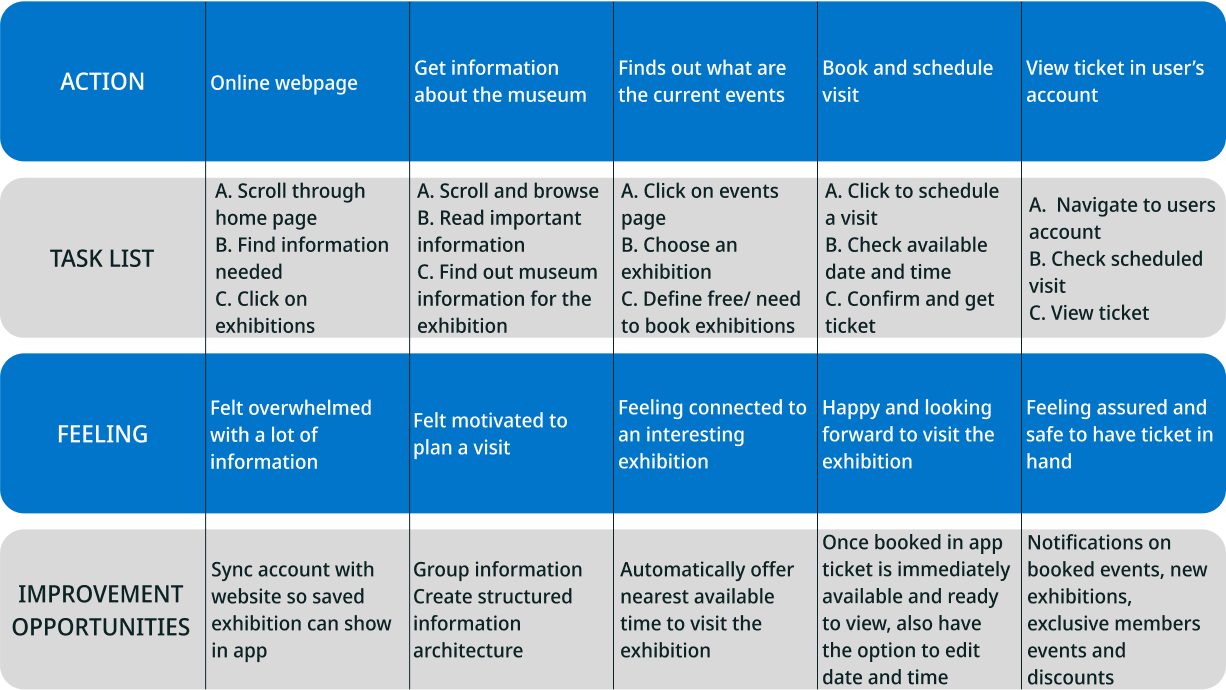 ACTION
Online webpage
Get information
about the museum
Finds out what are
the current events
Book and schedule
visit
View ticket in user’s
account
TASK LIST
A. Scroll through
home page
B. Find information
needed
C. Click on
exhibitions
A. Scroll and browse
B. Read important
information
C. Find out museum
information for the
exhibition
A. Click on events
page
B. Choose an
exhibition
C. Define free/ need
to book exhibitions
A. Click to schedule
a visit
B. Check available
date and time
C. Confirm and get
ticket
A.  Navigate to users
account
B. Check scheduled
visit
C. View ticket
FEELING
Felt overwhelmed
with a lot of
information
Felt motivated to
plan a visit
Feeling connected to
an interesting
exhibition
Happy and looking
forward to visit the
exhibition
Feeling assured and
safe to have ticket in
hand
IMPROVEMENT
OPPORTUNITIES
Sync account with
website so saved
exhibition can show
in app
Group information
Create structured
information
architecture
Automatically offer
nearest available
time to visit the
exhibition
Once booked in app
ticket is immediately
available and ready
to view, also have
the option to edit
date and time
Notifications on
booked events, new
exhibitions,
exclusive members
events and
discounts